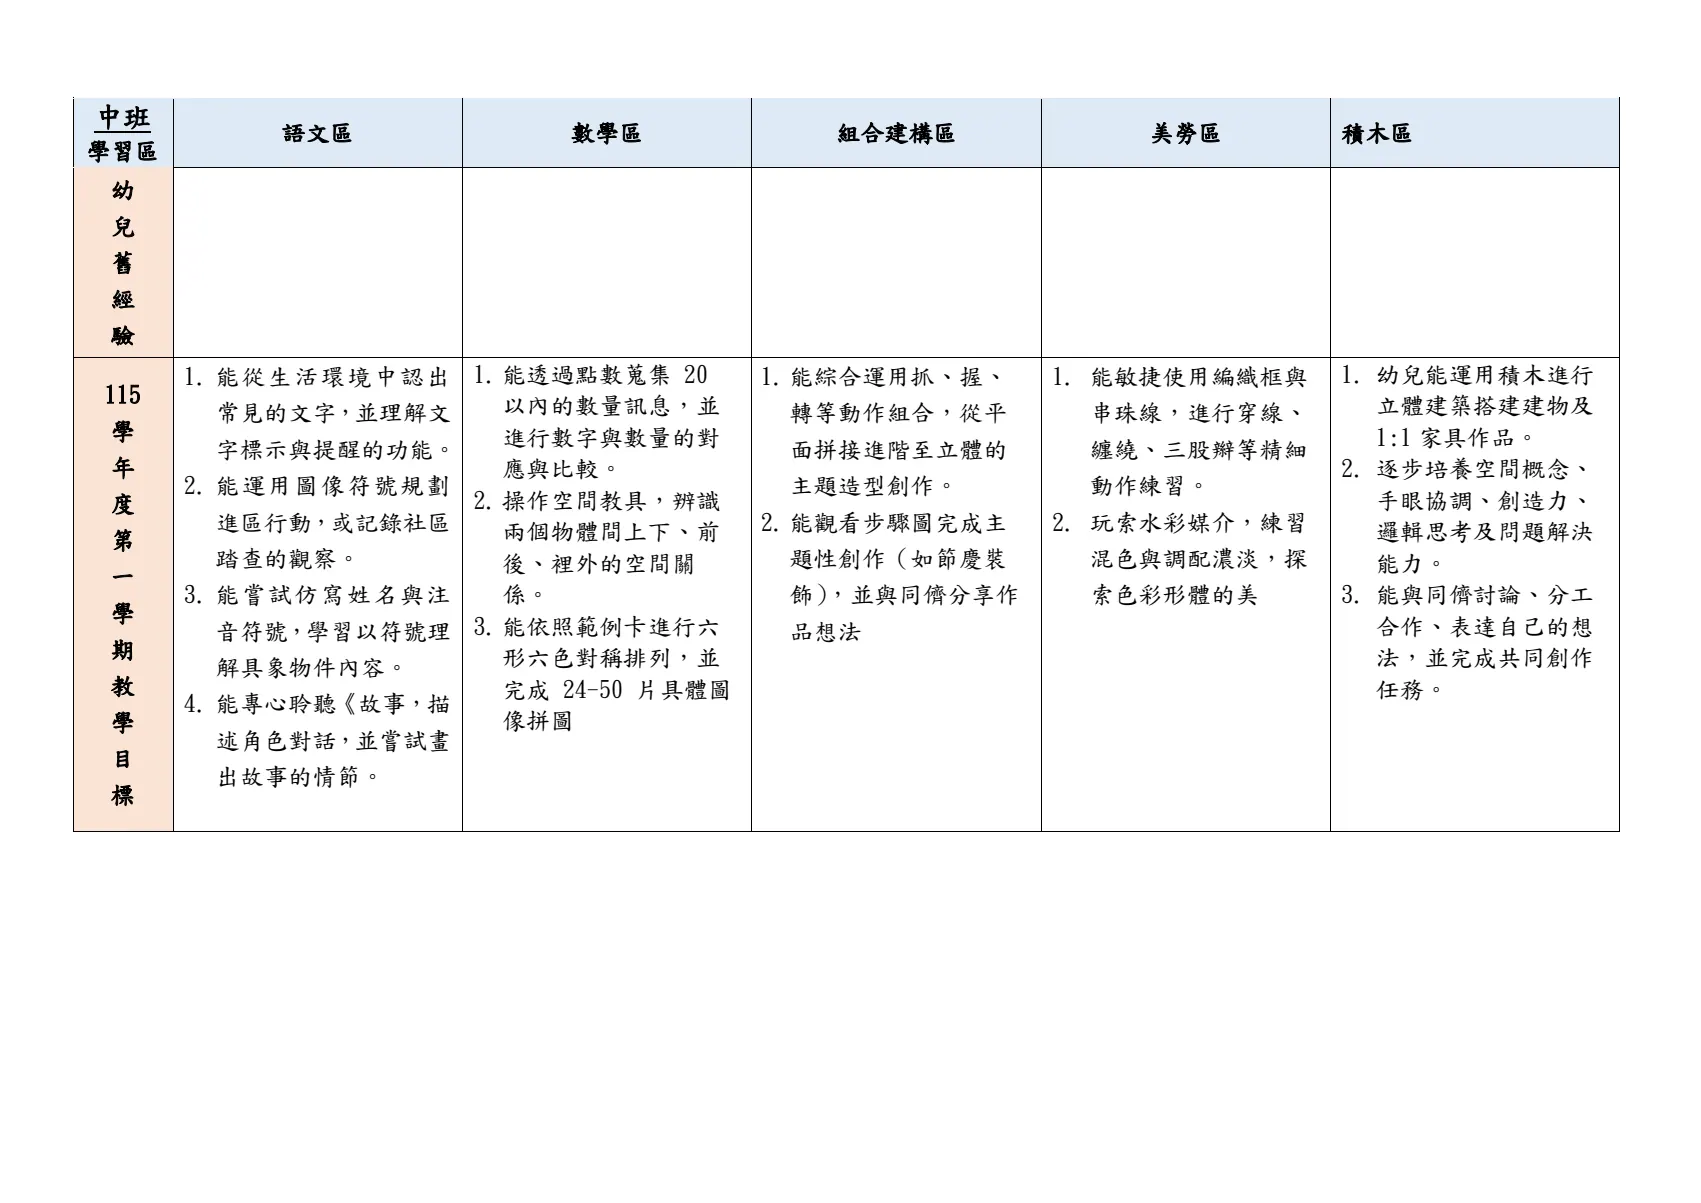 中班
學習區
語文區
數學區
組合建構區
美勞區
積木區
幼
兒
舊
經
驗
115
學
年
度
第
一
學
期
教
學
目
標
1. 能從生活環境中認出
常見的文字，並理解文
字標示與提醒的功能。
2. 能運用圖像符號規劃
進區行動，或記錄社區
踏查的觀察。
3. 能嘗試仿寫姓名與注
音符號，學習以符號理
解具象物件內容。
4. 能專心聆聽《故事，描
述角色對話，並嘗試畫
出故事的情節。
1. 能透過點數蒐集 20
以內的數量訊息，並
進行數字與數量的對
應與比較。
2. 操作空間教具，辨識
兩個物體間上下、前
後、裡外的空間關
係。
3. 能依照範例卡進行六
形六色對稱排列，並
完成 24-50 片具體圖
像拼圖
1. 能綜合運用抓、握、
轉等動作組合，從平
面拼接進階至立體的
主題造型創作。
2. 能觀看步驟圖完成主
題性創作（如節慶裝
飾），並與同儕分享作
品想法
1. 能敏捷使用編織框與
串珠線，進行穿線、
纏繞、三股辮等精細
動作練習。
2. 玩索水彩媒介，練習
混色與調配濃淡，探
索色彩形體的美
1. 幼兒能運用積木進行
立體建築搭建建物及
1:1 家具作品。
2. 逐步培養空間概念、
手眼協調、創造力、
邏輯思考及問題解決
能力。
3. 能與同儕討論、分工
合作、表達自己的想
法，並完成共同創作
任務。